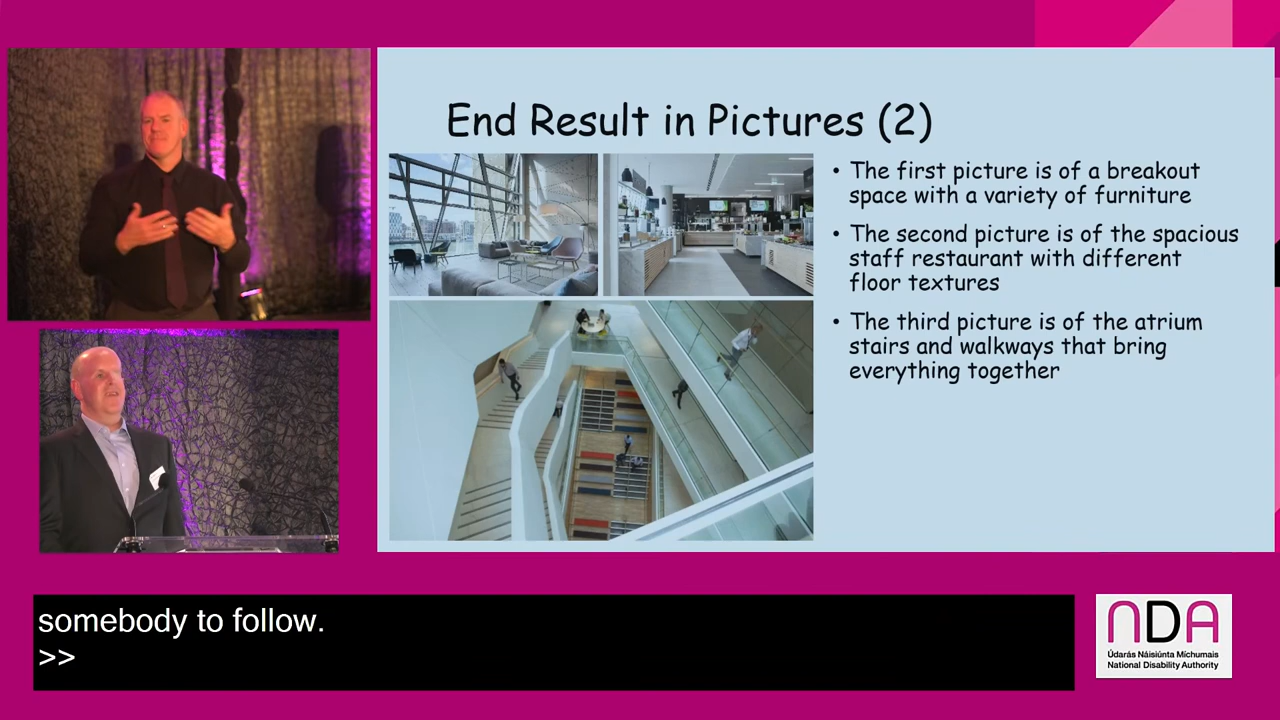 End Result in Pictures (2)
• The first picture is of a breakout
space with a variety of furniture
• The second picture is of the spacious
staff restaurant with different
floor textures
• The third picture is of the atrium
stairs and walkways that bring
everything together
somebody to follow.
>>
NDA
Údarás Náisiúnta Míchumais
National Disability Authority